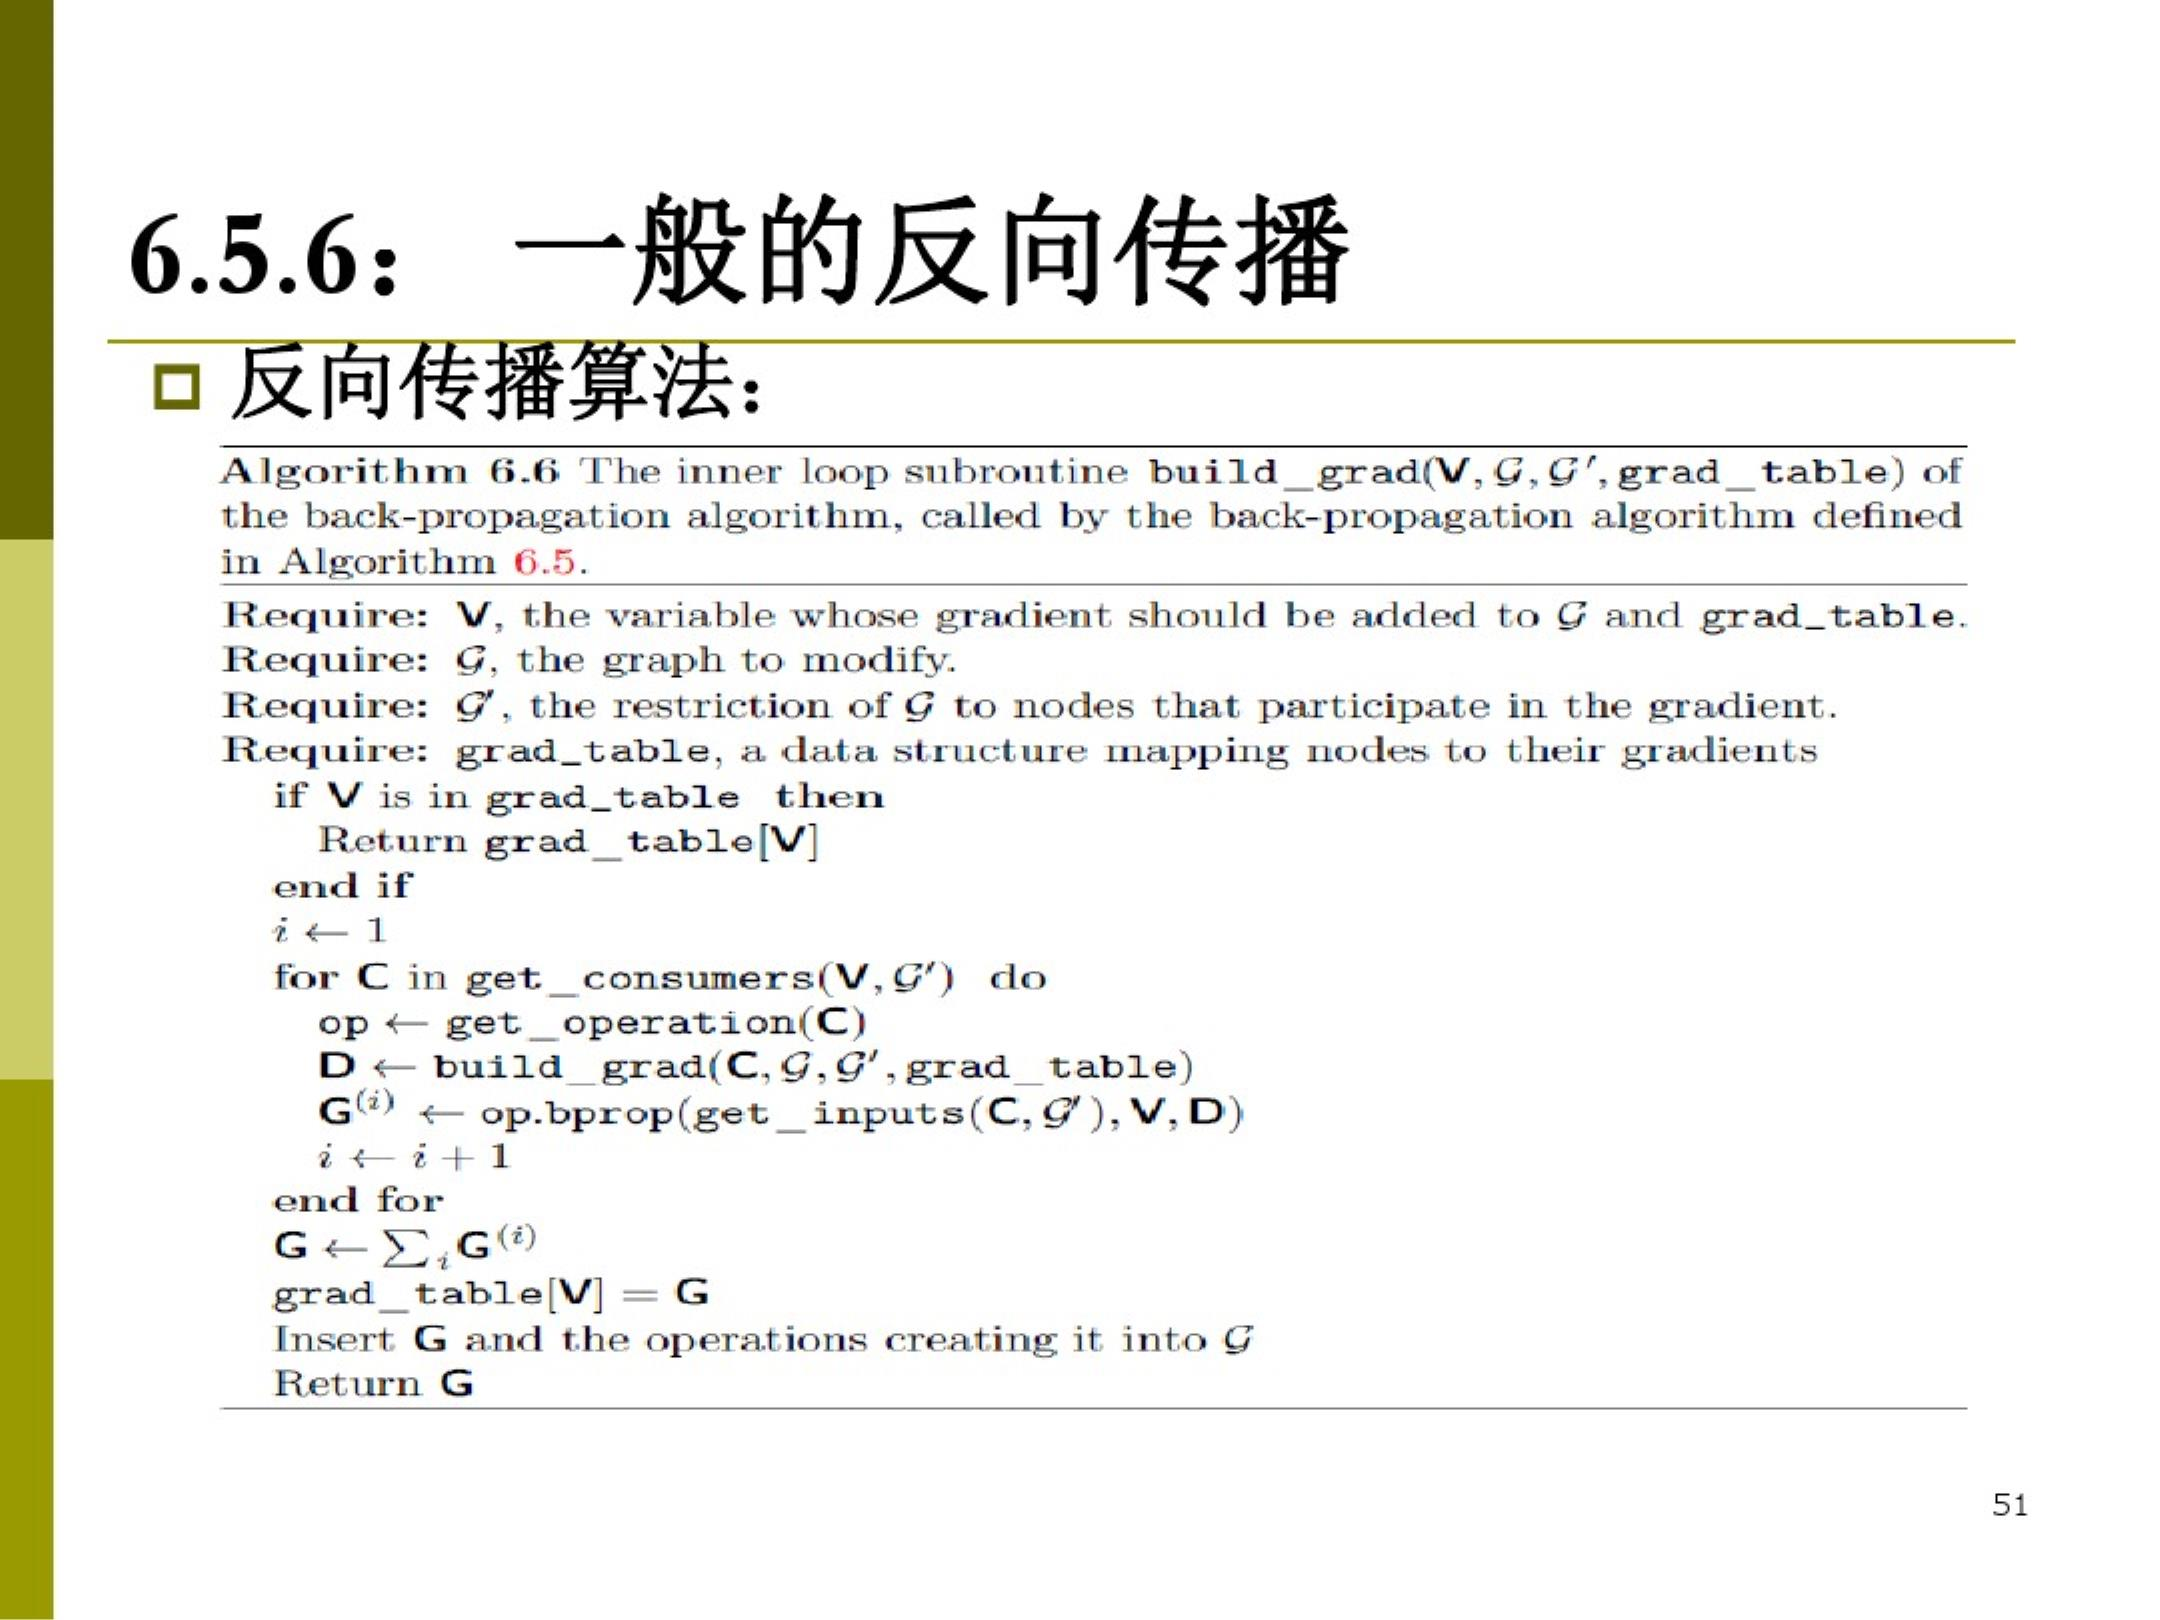 6.5.6： 一般的反向传播
反向传播算法：
Algorithm 6.6 The inner loop subroutine build_grad(V, 𝒢, 𝒢′, grad_table) of
the back-propagation algorithm, called by the back-propagation algorithm defined
in Algorithm 6.5.
Require: V, the variable whose gradient should be added to 𝒢 and grad_table.
Require: 𝒢, the graph to modify.
Require: 𝒢′, the restriction of 𝒢 to nodes that participate in the gradient.
Require: grad_table, a data structure mapping nodes to their gradients
if V is in grad_table then
Return grad_table[V]
end if
i ← 1
for C in get_consumers(V, 𝒢′) do
op ← get_operation(C)
D ← build_grad(C, 𝒢, 𝒢′, grad_table)
G⁽ⁱ⁾ ← op.bprop(get_inputs(C, 𝒢′), V, D)
i ← i + 1
end for
G ← ∑ᵢ G⁽ⁱ⁾
grad_table[V] = G
Insert G and the operations creating it into 𝒢
Return G
51